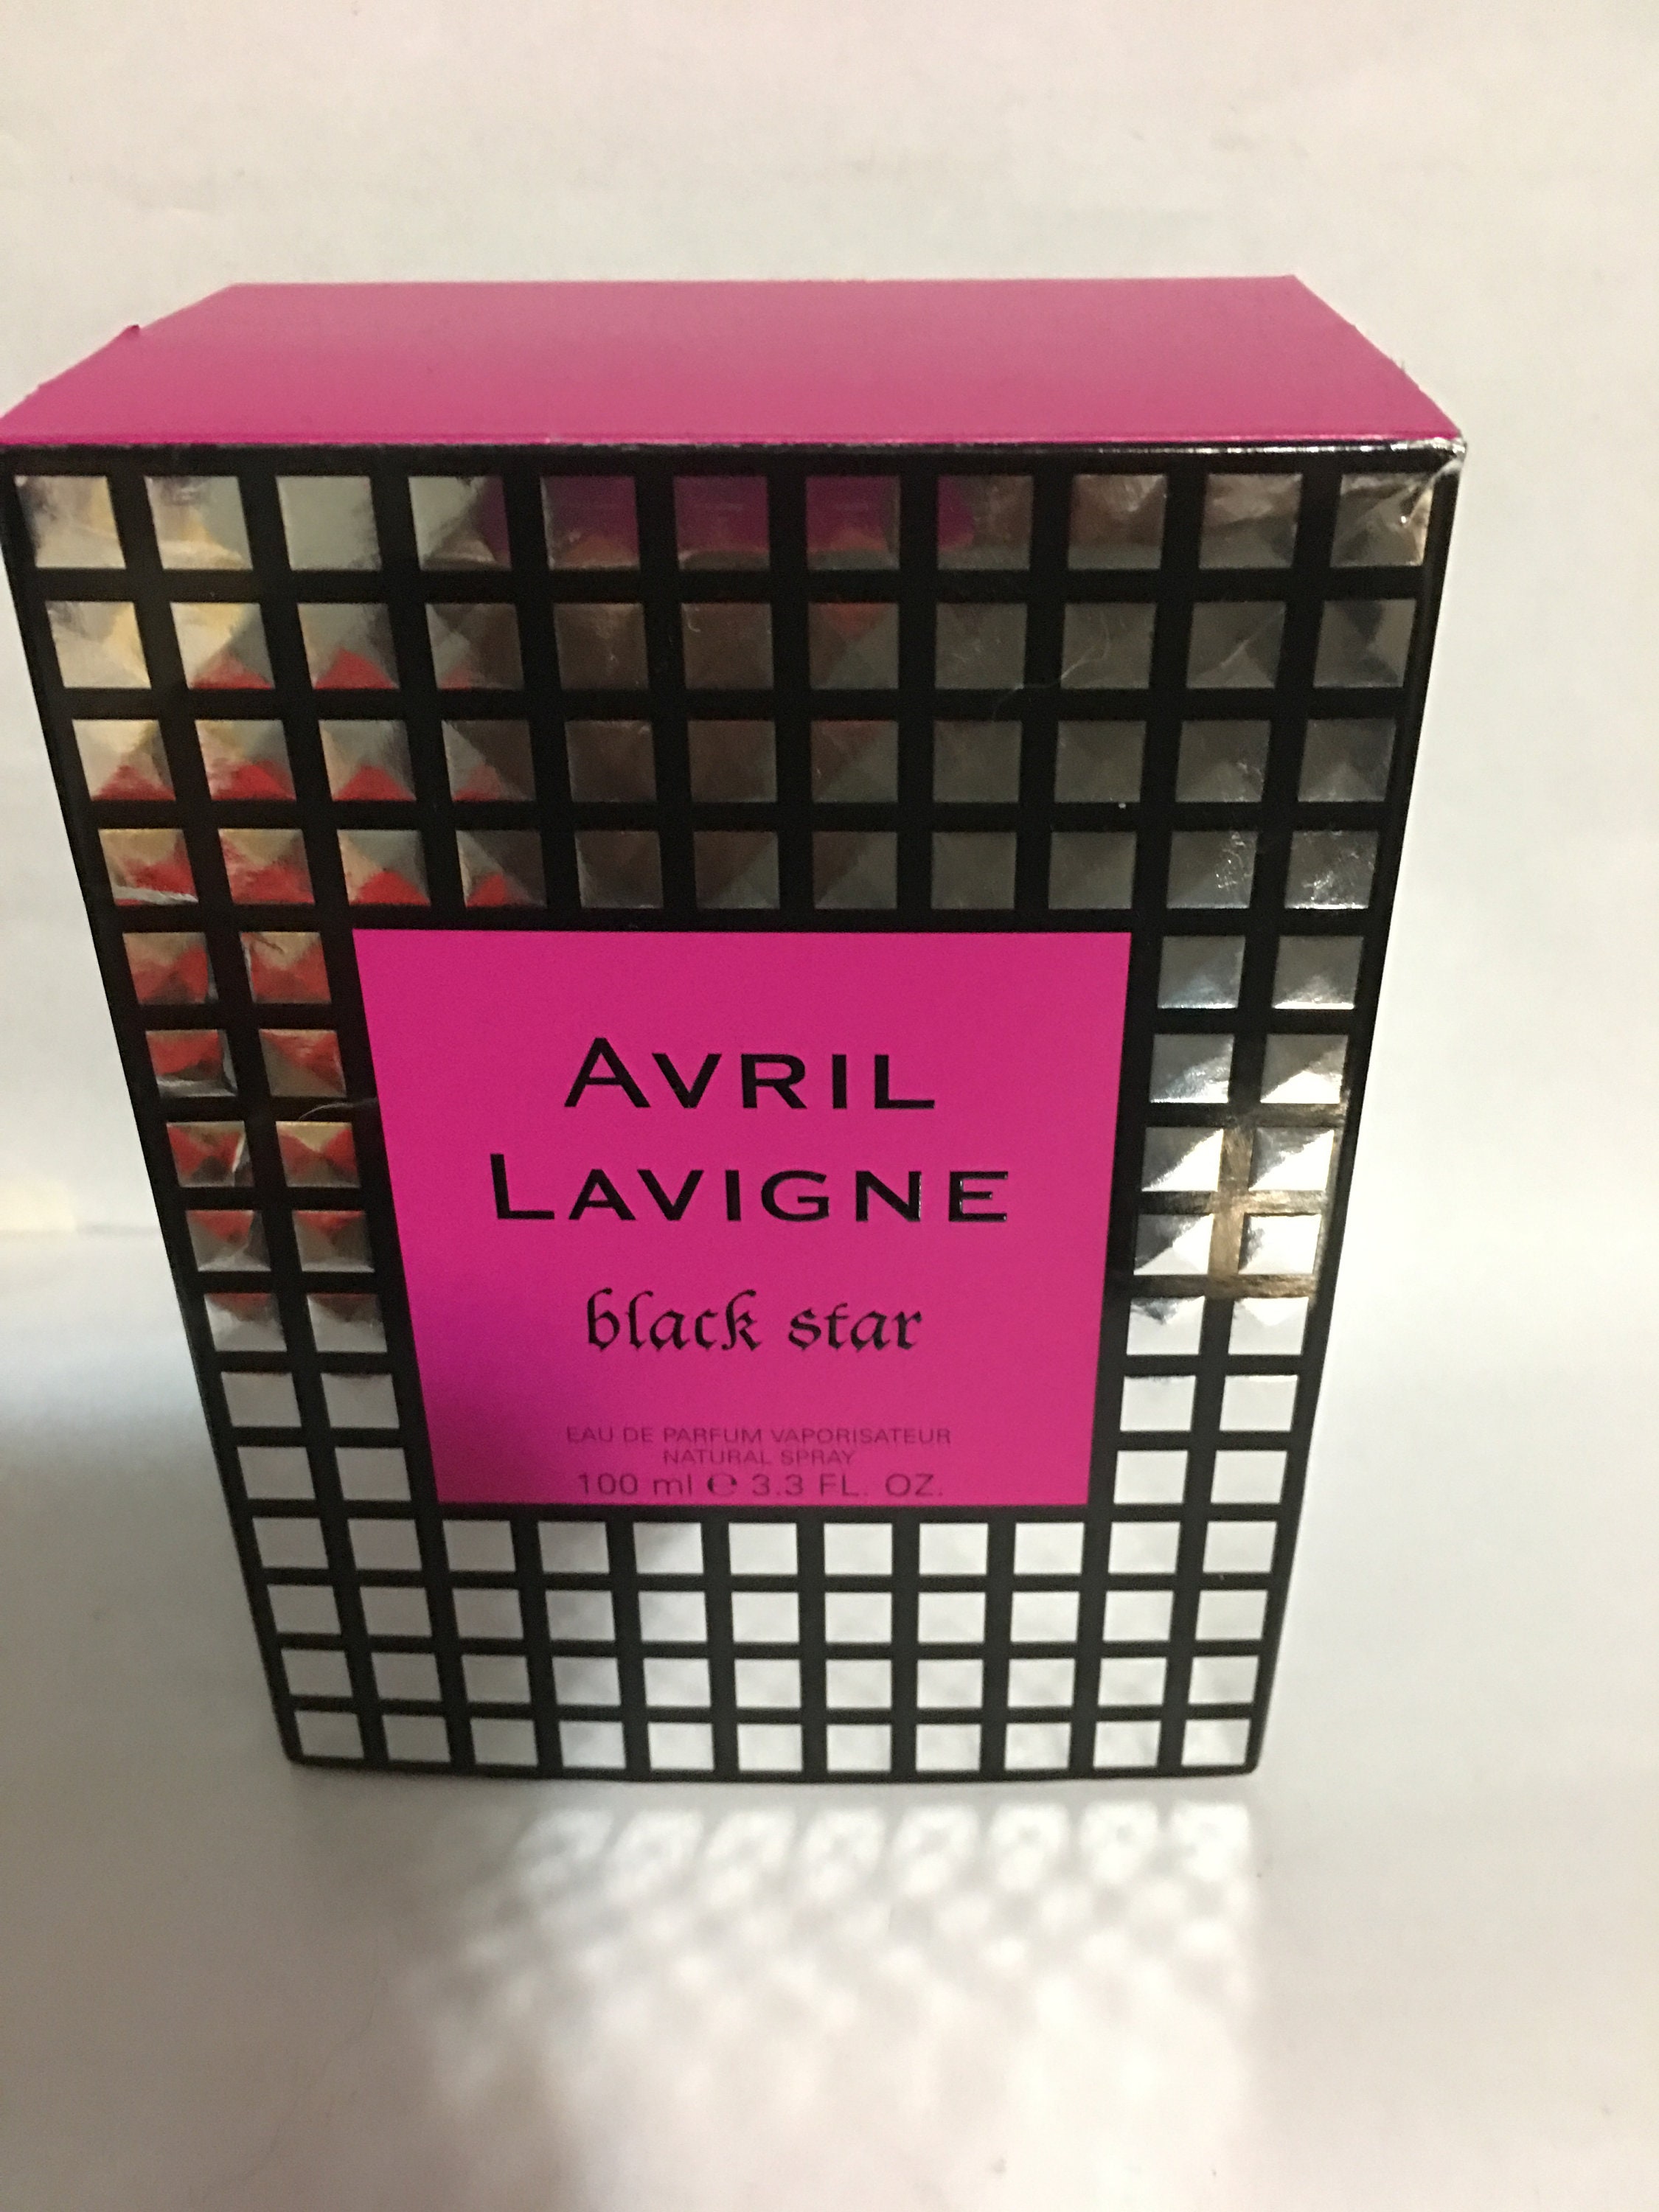 AVRIL
LAVIGNE
black star
EAU DE PARFUM VAPORISATEUR
NATURAL SPRAY
100 ml ℮ 3.3 FL. OZ.